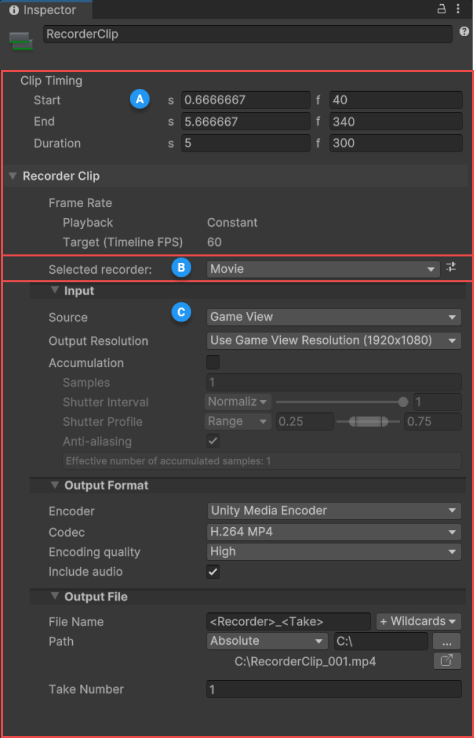 Inspector
RecorderClip
Clip Timing
Start A s 0.6666667 f 40
End s 5.666667 f 340
Duration s 5 f 300
Recorder Clip
Frame Rate
Playback Constant
Target (Timeline FPS) 60
Selected recorder: B Movie
Input
Source C Game View
Output Resolution Use Game View Resolution (1920x1080)
Accumulation
Samples 1
Shutter Interval Normaliz 1
Shutter Profile Range 0.25 0.75
Anti-aliasing
Effective number of accumulated samples: 1
Output Format
Encoder Unity Media Encoder
Codec H.264 MP4
Encoding quality High
Include audio
Output File
File Name <Recorder>_<Take> + Wildcards
Path Absolute C:\ ...
C:\RecorderClip_001.mp4
Take Number 1